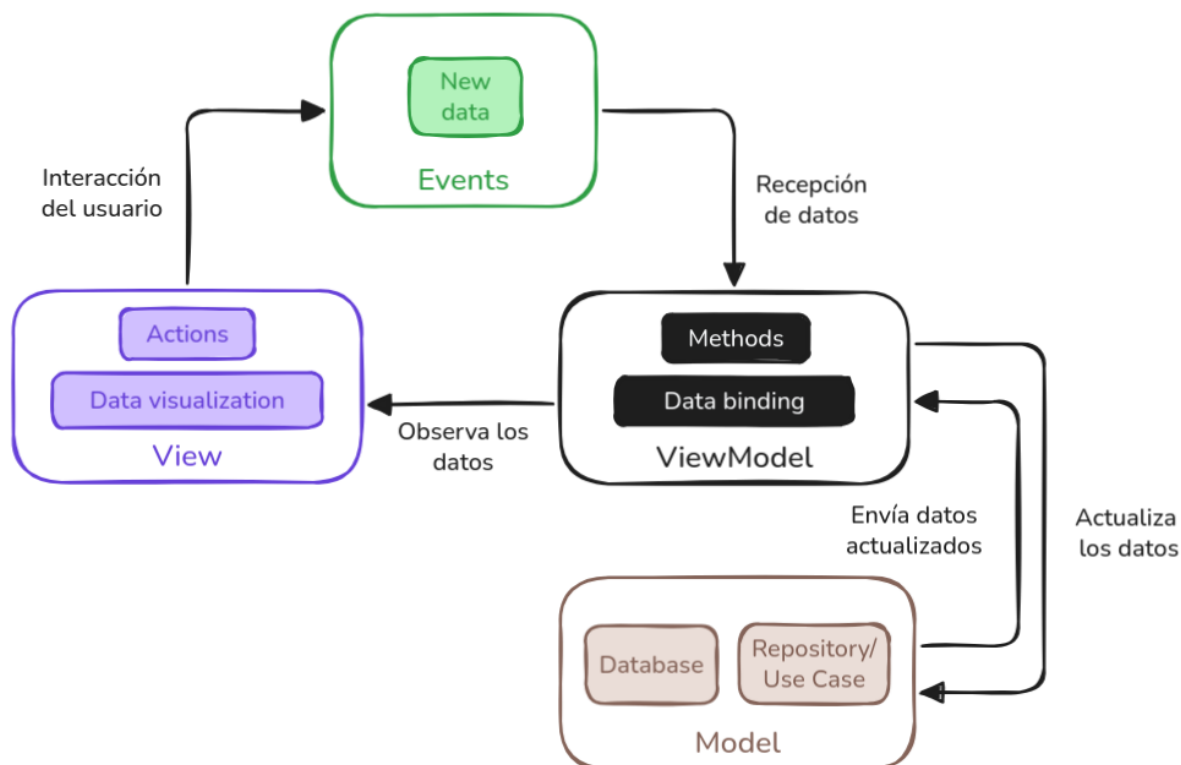 New
data
Events
Interacción
del usuario
Recepción
de datos
Actions
Data visualization
View
Observa los
datos
Methods
Data binding
ViewModel
Envía datos
actualizados
Actualiza
los datos
Database
Repository/
Use Case
Model